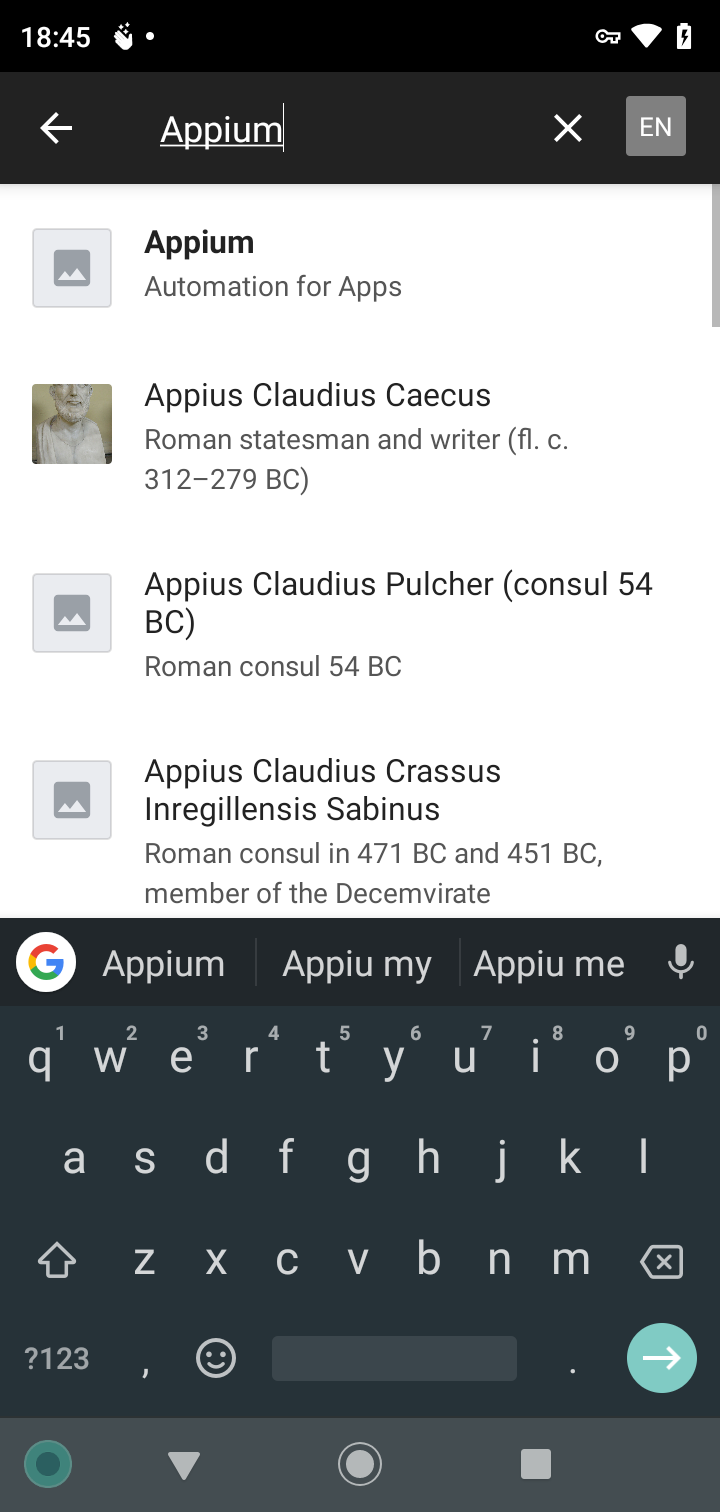 18:45
Appium
EN
Appium
Automation for Apps
Appius Claudius Caecus
Roman statesman and writer (fl. c.
312–279 BC)
Appius Claudius Pulcher (consul 54
BC)
Roman consul 54 BC
Appius Claudius Crassus
Inregillensis Sabinus
Roman consul in 471 BC and 451 BC,
member of the Decemvirate
Appium Appiu my Appiu me
1 2 3 4 5 6 7 8 9 0
q w e r t y u i o p
a s d f g h j k l
z x c v b n m
?123 , .